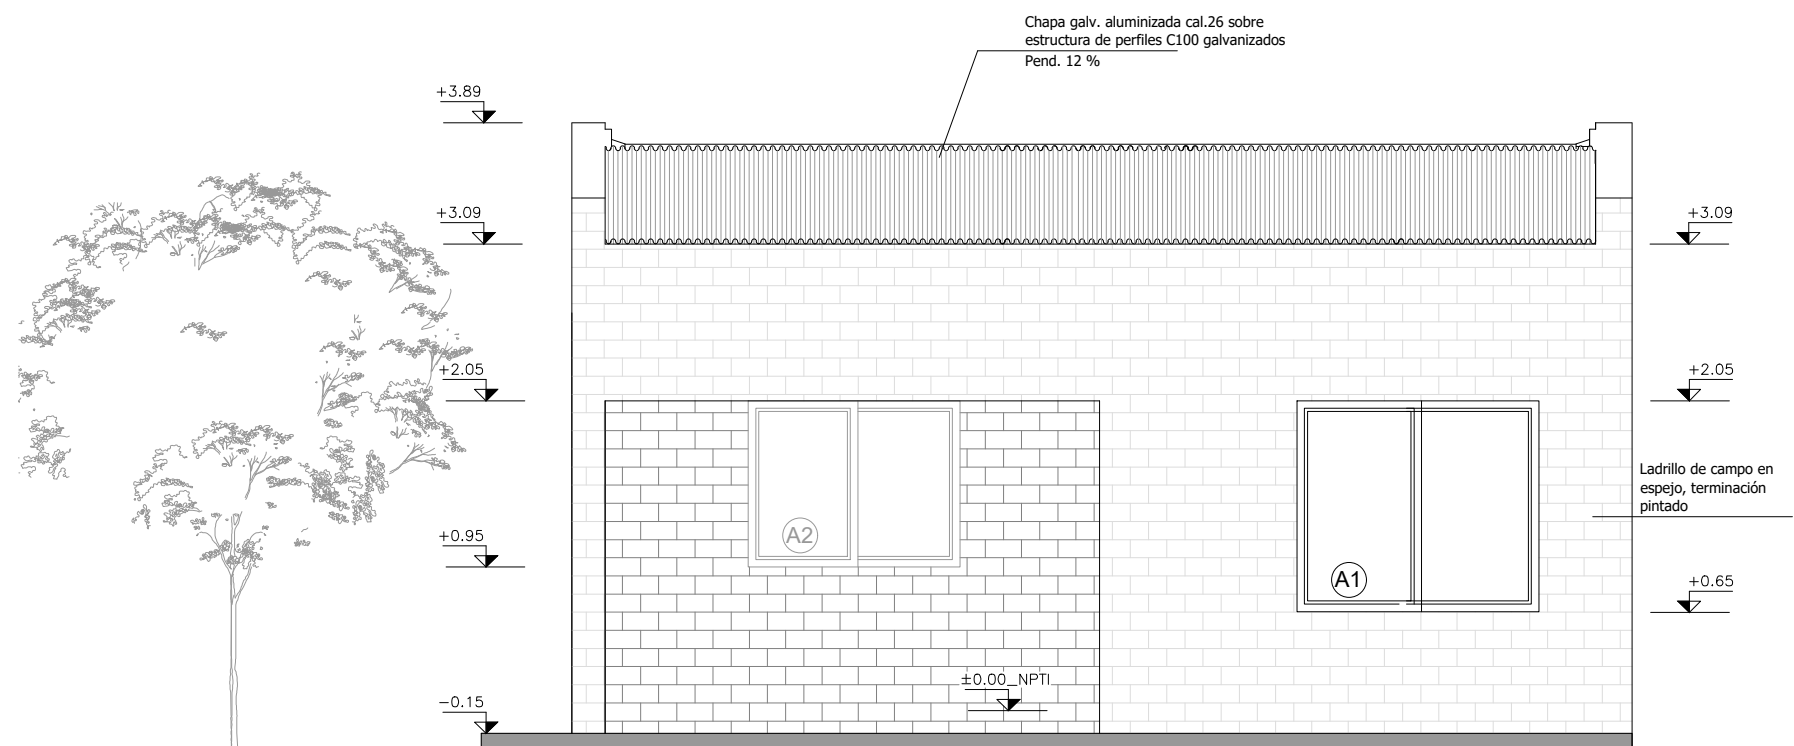 Chapa galv. aluminizada cal.26 sobre
estructura de perfiles C100 galvanizados
Pend. 12 %
+3.89
+3.09
+3.09
+2.05
+2.05
Ladrillo de campo en
espejo, terminación
pintado
A2
+0.95
A1
+0.65
±0.00_NPTI
-0.15